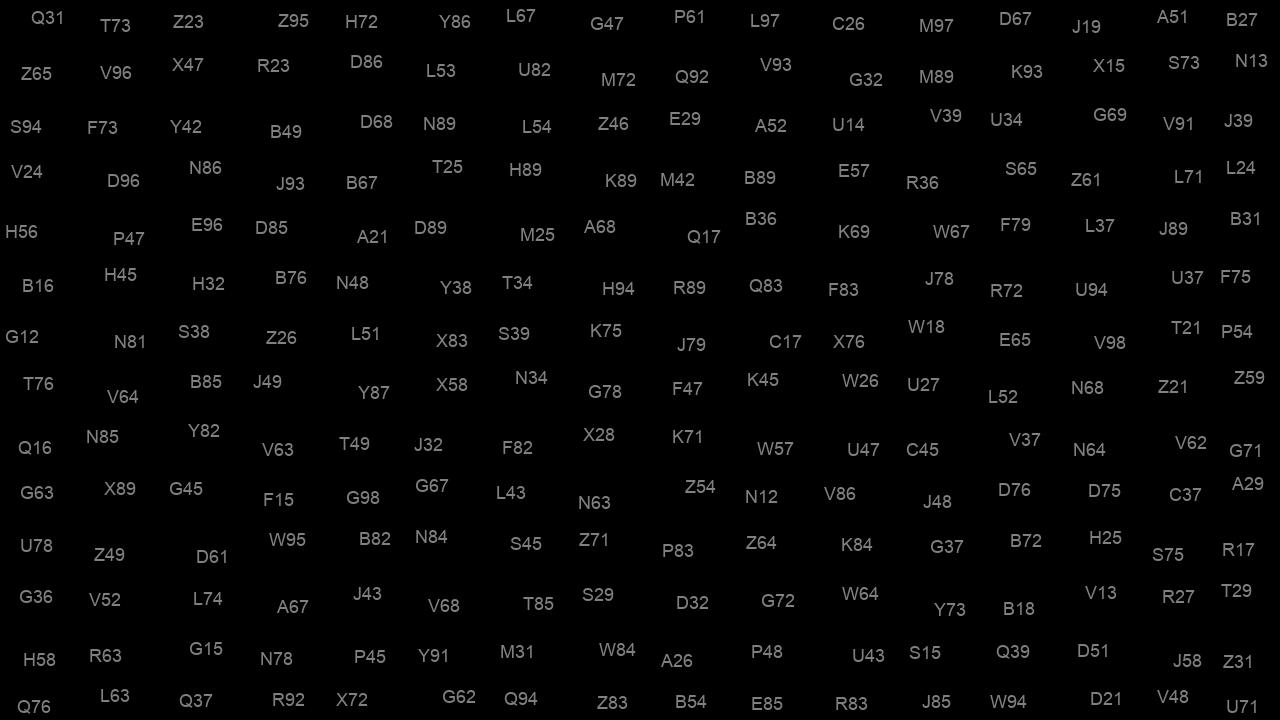 Q31 T73 Z23 Z95 H72 Y86 L67 G47 P61 L97 C26 M97 D67 J19 A51 B27
Z65 V96 X47 R23 D86 L53 U82 M72 Q92 V93 G32 M89 K93 X15 S73 N13
S94 F73 Y42 B49 D68 N89 L54 Z46 E29 A52 U14 V39 U34 G69 V91 J39
V24 D96 N86 J93 B67 T25 H89 K89 M42 B89 E57 R36 S65 Z61 L71 L24
H56 P47 E96 D85 A21 D89 M25 A68 Q17 B36 K69 W67 F79 L37 J89 B31
B16 H45 H32 B76 N48 Y38 T34 H94 R89 Q83 F83 J78 R72 U94 U37 F75
G12 N81 S38 Z26 L51 X83 S39 K75 J79 C17 X76 W18 E65 V98 T21 P54
T76 V64 B85 J49 Y87 X58 N34 G78 F47 K45 W26 U27 L52 N68 Z21 Z59
Q16 N85 Y82 V63 T49 J32 F82 X28 K71 W57 U47 C45 V37 N64 V62 G71
G63 X89 G45 F15 G98 G67 L43 N63 Z54 N12 V86 J48 D76 D75 C37 A29
U78 Z49 D61 W95 B82 N84 S45 Z71 P83 Z64 K84 G37 B72 H25 S75 R17
G36 V52 L74 A67 J43 V68 T85 S29 D32 G72 W64 Y73 B18 V13 R27 T29
H58 R63 G15 N78 P45 Y91 M31 W84 A26 P48 U43 S15 Q39 D51 J58 Z31
Q76 L63 Q37 R92 X72 G62 Q94 Z83 B54 E85 R83 J85 W94 D21 V48 U71